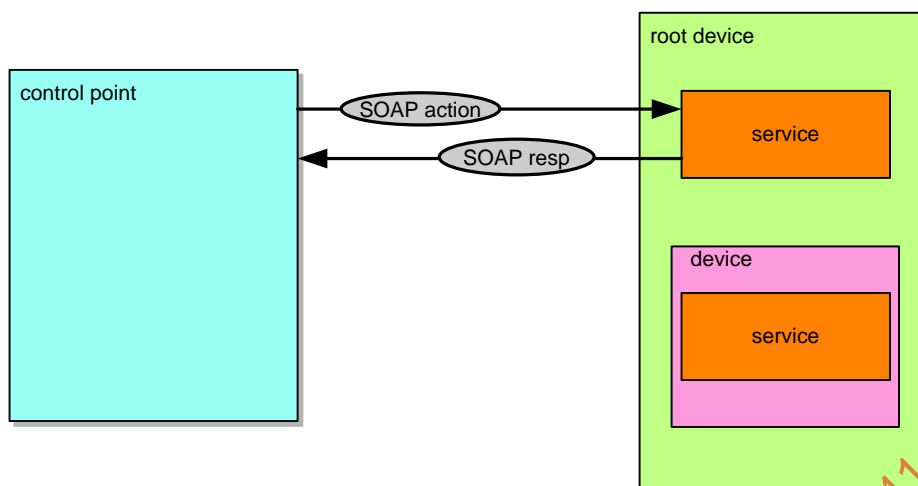 root device
control point
SOAP action
service
SOAP resp
device
service